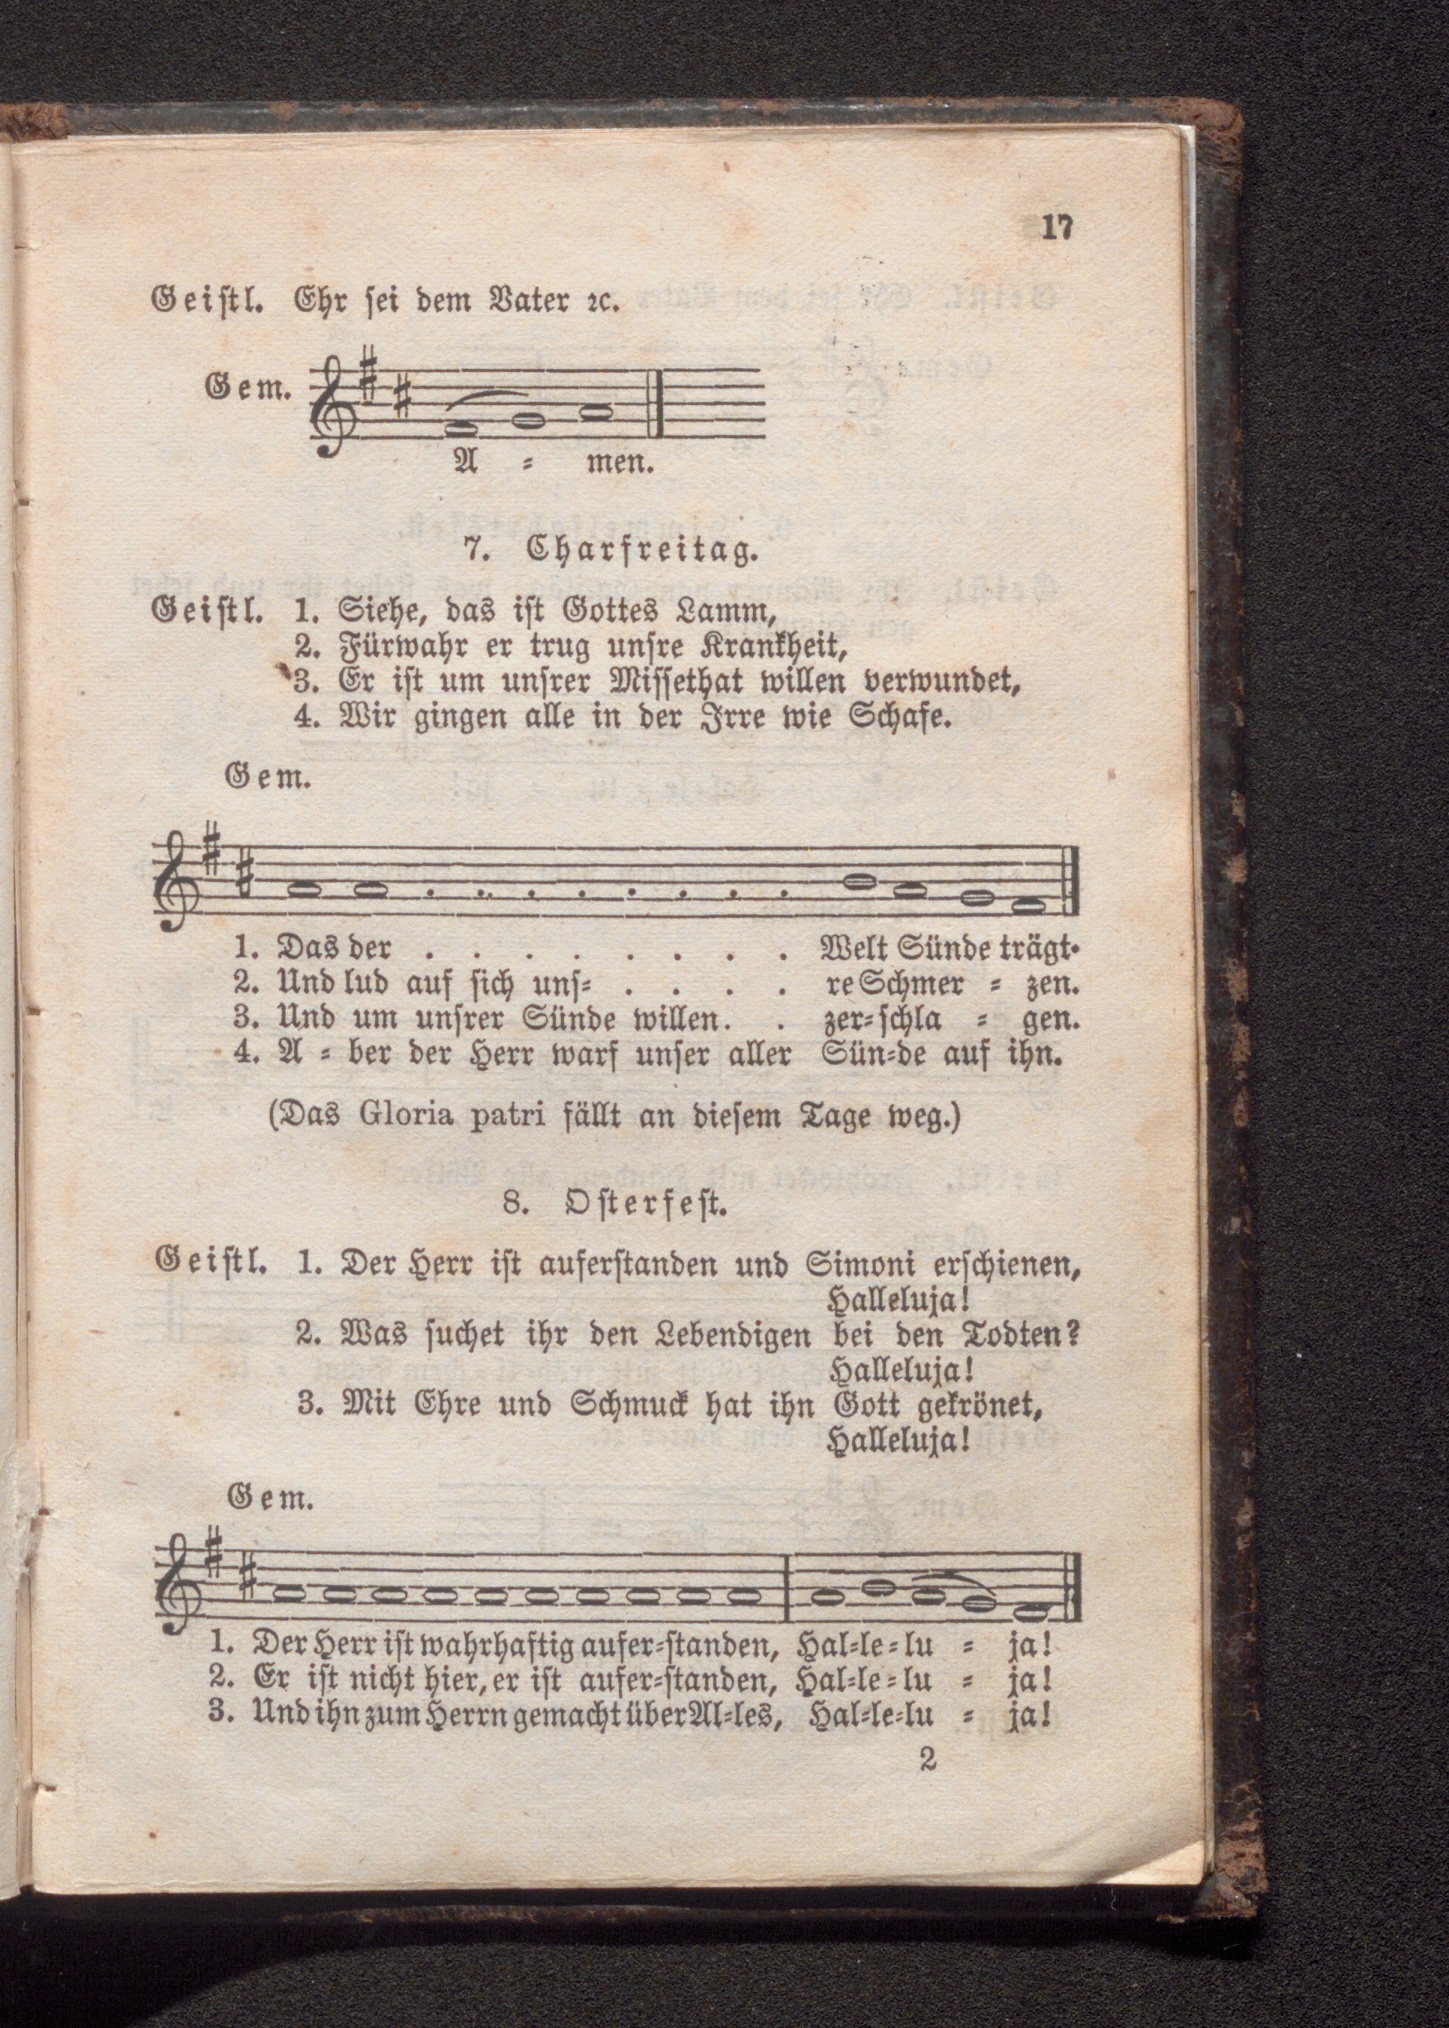 17
Geistl. Ehr sei dem Vater ꝛc.
Gem.
A - men.
7. Charfreitag.
Geistl. 1. Siehe, das ist Gottes Lamm,
2. Fürwahr er trug unsre Krankheit,
3. Er ist um unsrer Missethat willen verwundet,
4. Wir gingen alle in der Irre wie Schafe.
Gem.
1. Das der . . . . . . . . Welt Sünde trägt.
2. Und lud auf sich uns- . . . . re Schmer - zen.
3. Und um unsrer Sünde willen. . zer-schla - gen.
4. A - ber der Herr warf unser aller Sün-de auf ihn.
(Das Gloria patri fällt an diesem Tage weg.)
8. Osterfest.
Geistl. 1. Der Herr ist auferstanden und Simoni erschienen,
Halleluja!
2. Was suchet ihr den Lebendigen bei den Todten?
Halleluja!
3. Mit Ehre und Schmuck hat ihn Gott gekrönet,
Halleluja!
Gem.
1. Der Herr ist wahrhaftig aufer-standen, Hal-le-lu - ja!
2. Er ist nicht hier, er ist aufer-standen, Hal-le-lu - ja!
3. Und ihn zum Herrn gemacht über Al-les, Hal-le-lu - ja!
2